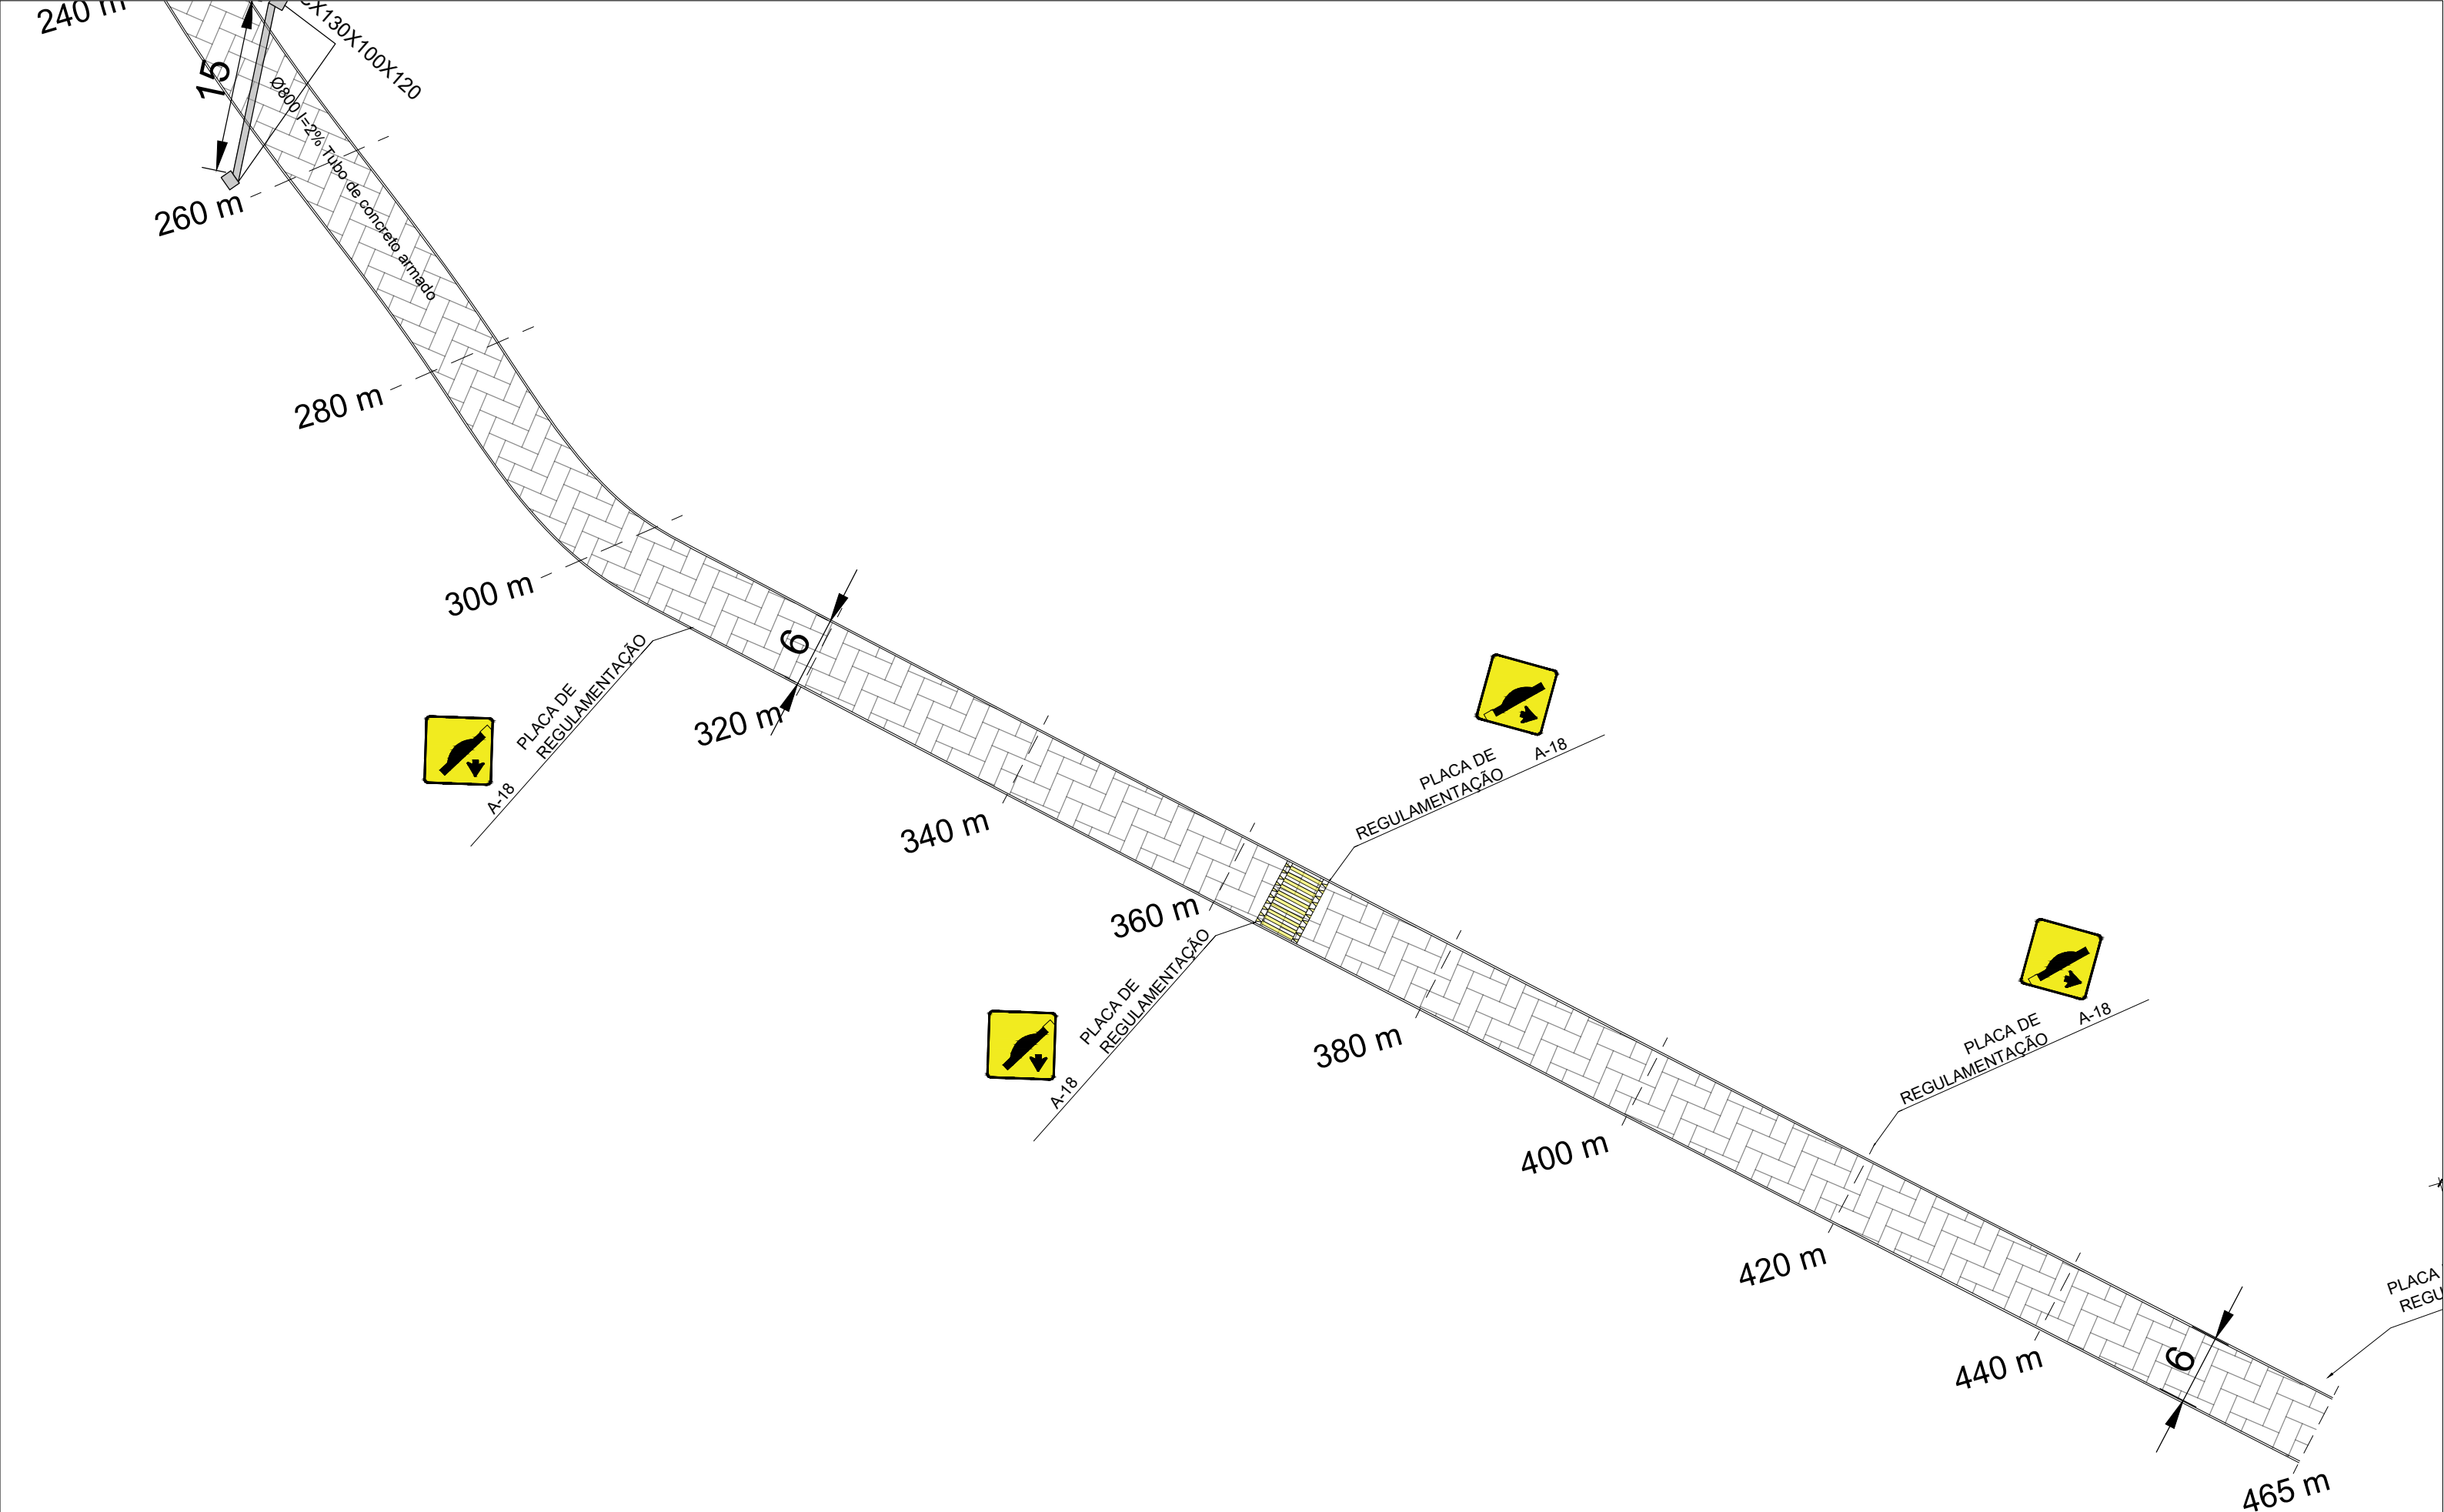 240 m
CX130X100X120
15
Ø800 I=2% Tubo de concreto armado
260 m
280 m
300 m
PLACA DE
REGULAMENTAÇÃO
A-18
6
320 m
340 m
PLACA DE
REGULAMENTAÇÃO
A-18
360 m
PLACA DE
REGULAMENTAÇÃO
A-18
380 m
400 m
PLACA DE
REGULAMENTAÇÃO
A-18
420 m
440 m
6
PLACA
REGU
465 m